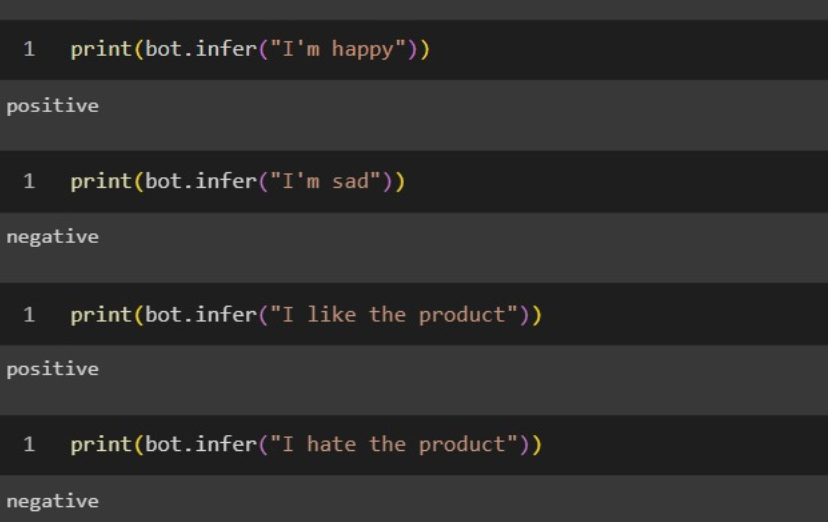 1 print(bot.infer("I'm happy"))
positive
1 print(bot.infer("I'm sad"))
negative
1 print(bot.infer("I like the product"))
positive
1 print(bot.infer("I hate the product"))
negative